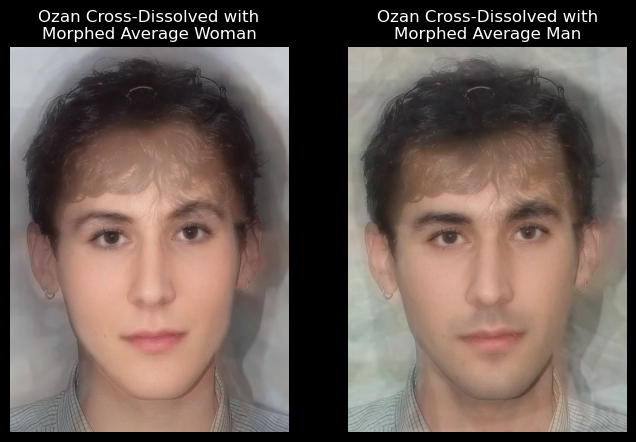 Ozan Cross-Dissolved with
Morphed Average Woman
Ozan Cross-Dissolved with
Morphed Average Man